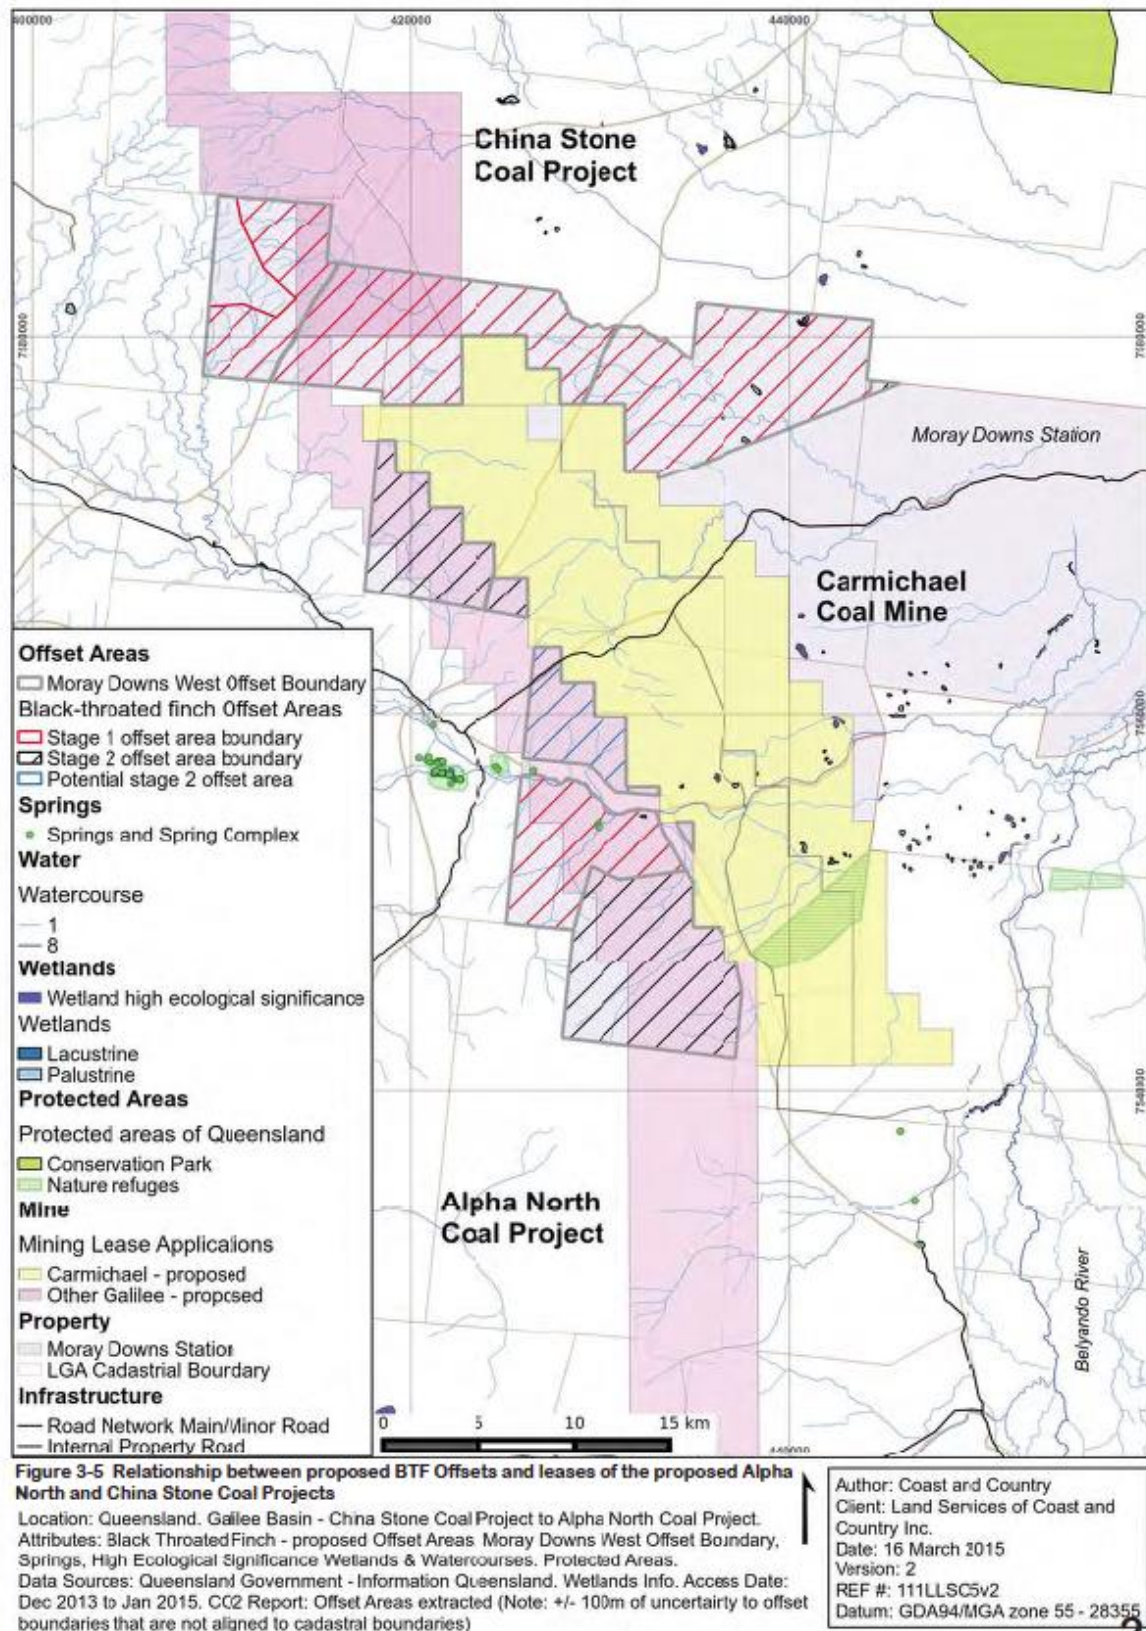 400000
420000
440000
China Stone
Coal Project
7580000
7580000
Moray Downs Station
Carmichael
Coal Mine
Offset Areas
Moray Downs West Offset Boundary
Black-throated finch Offset Areas
Stage 1 offset area boundary
Stage 2 offset area boundary
Potential stage 2 offset area
Springs
Springs and Spring Complex
Water
Watercourse
1
8
Wetlands
Wetland high ecological significance
Wetlands
Lacustrine
Palustrine
Protected Areas
Protected areas of Queensland
Conservation Park
Nature refuges
Mine
Mining Lease Applications
Carmichael - proposed
Other Galilee - proposed
Property
Moray Downs Station
LGA Cadastrial Boundary
Infrastructure
Road Network Main/Minor Road
Internal Property Road
7560000
7540000
Alpha North
Coal Project
Belyando River
0 5 10 15 km
440000
Figure 3-5 Relationship between proposed BTF Offsets and leases of the proposed Alpha
North and China Stone Coal Projects
Location: Queensland. Galilee Basin - China Stone Coal Project to Alpha North Coal Project.
Attributes: Black Throated Finch - proposed Offset Areas Moray Downs West Offset Boundary,
Springs, High Ecological Significance Wetlands & Watercourses. Protected Areas.
Data Sources: Queensland Government - Information Queensland. Wetlands Info. Access Date:
Dec 2013 to Jan 2015. CO2 Report: Offset Areas extracted (Note: +/- 100m of uncertainty to offset
boundaries that are not aligned to cadastral boundaries)
Author: Coast and Country
Client: Land Services of Coast and
Country Inc.
Date: 16 March 2015
Version: 2
REF #: 111LLSC5v2
Datum: GDA94/MGA zone 55 - 28355